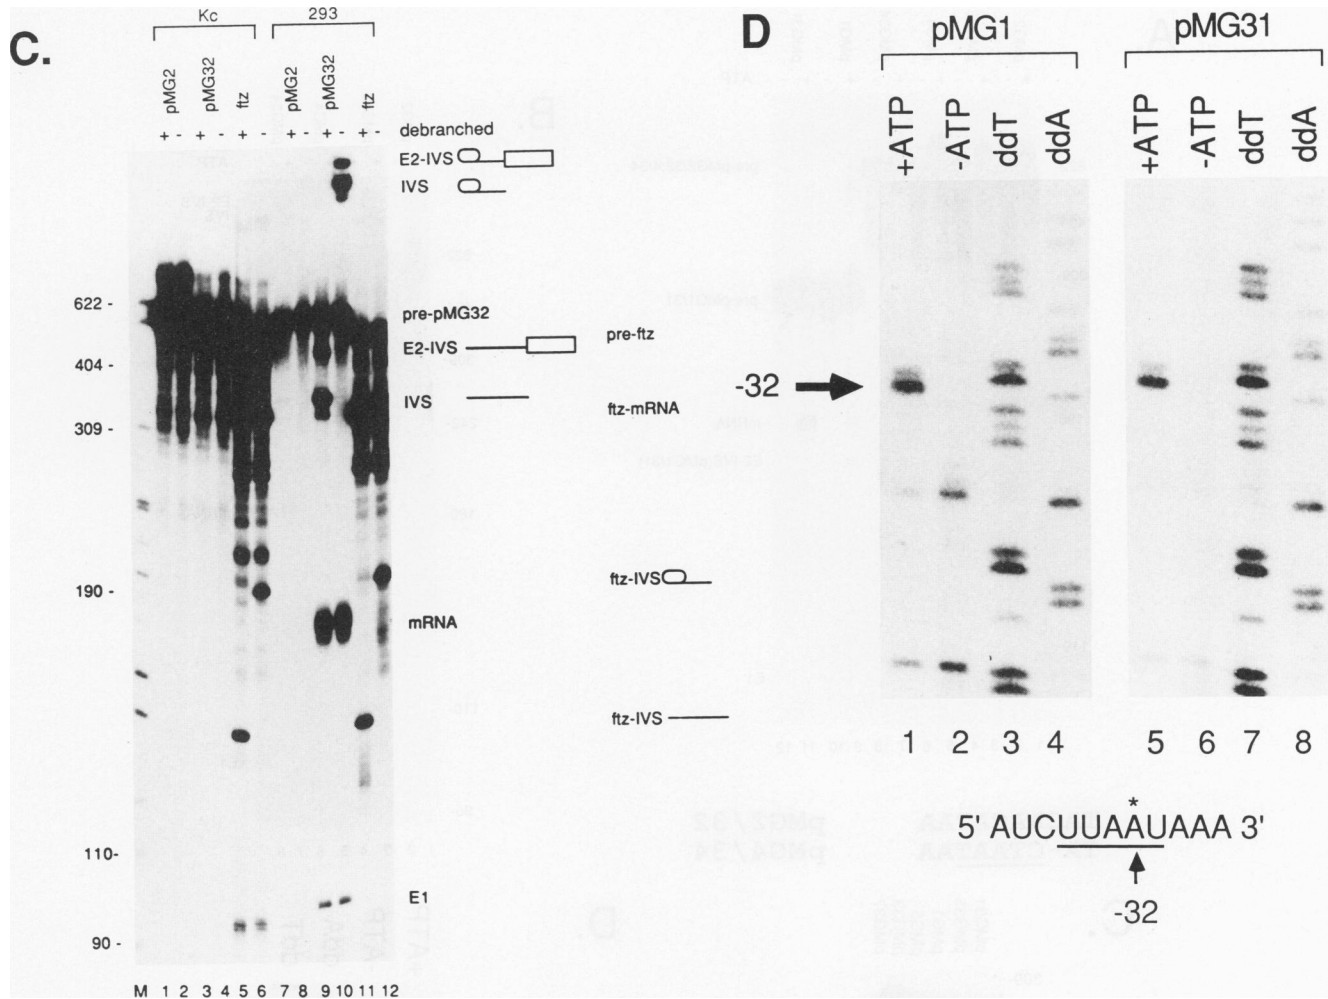 C.
Kc 293
pMG2 pMG32 ftz pMG2 pMG32 ftz
+ - + - + - + - + - + - debranched
E2-IVS
IVS
622 -
pre-pMG32
pre-ftz
E2-IVS
404 -
IVS
ftz-mRNA
309 -
ftz-IVS
190 -
mRNA
ftz-IVS
110-
E1
90 -
M 1 2 3 4 5 6 7 8 9 10 11 12
D
pMG1 pMG31
+ATP -ATP ddT ddA +ATP -ATP ddT ddA
-32
1 2 3 4 5 6 7 8
*
5' AUCUUAAUAAA 3'
-32